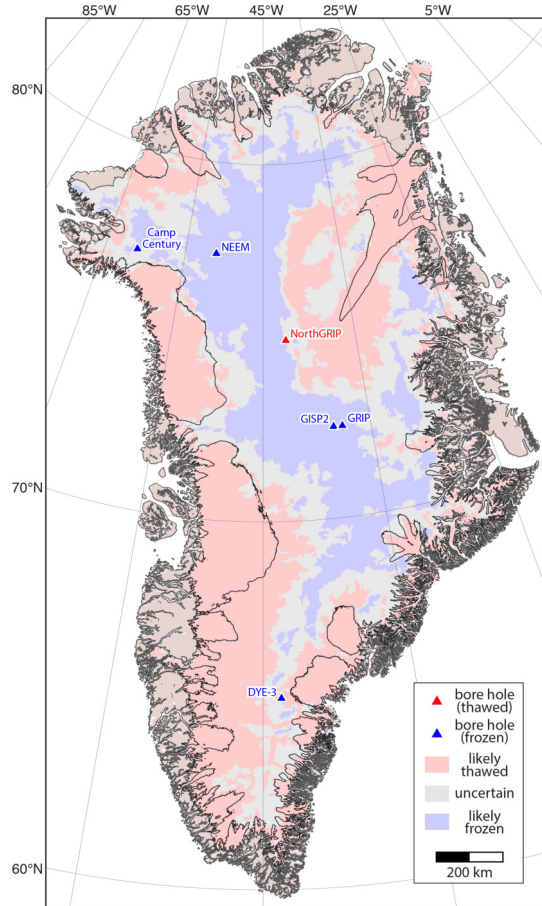 85°W 65°W 45°W 25°W 5°W
80°N
Camp
Century
NEEM
NorthGRIP
GISP2 GRIP
70°N
DYE-3
bore hole
(thawed)
bore hole
(frozen)
likely
thawed
uncertain
likely
frozen
200 km
60°N